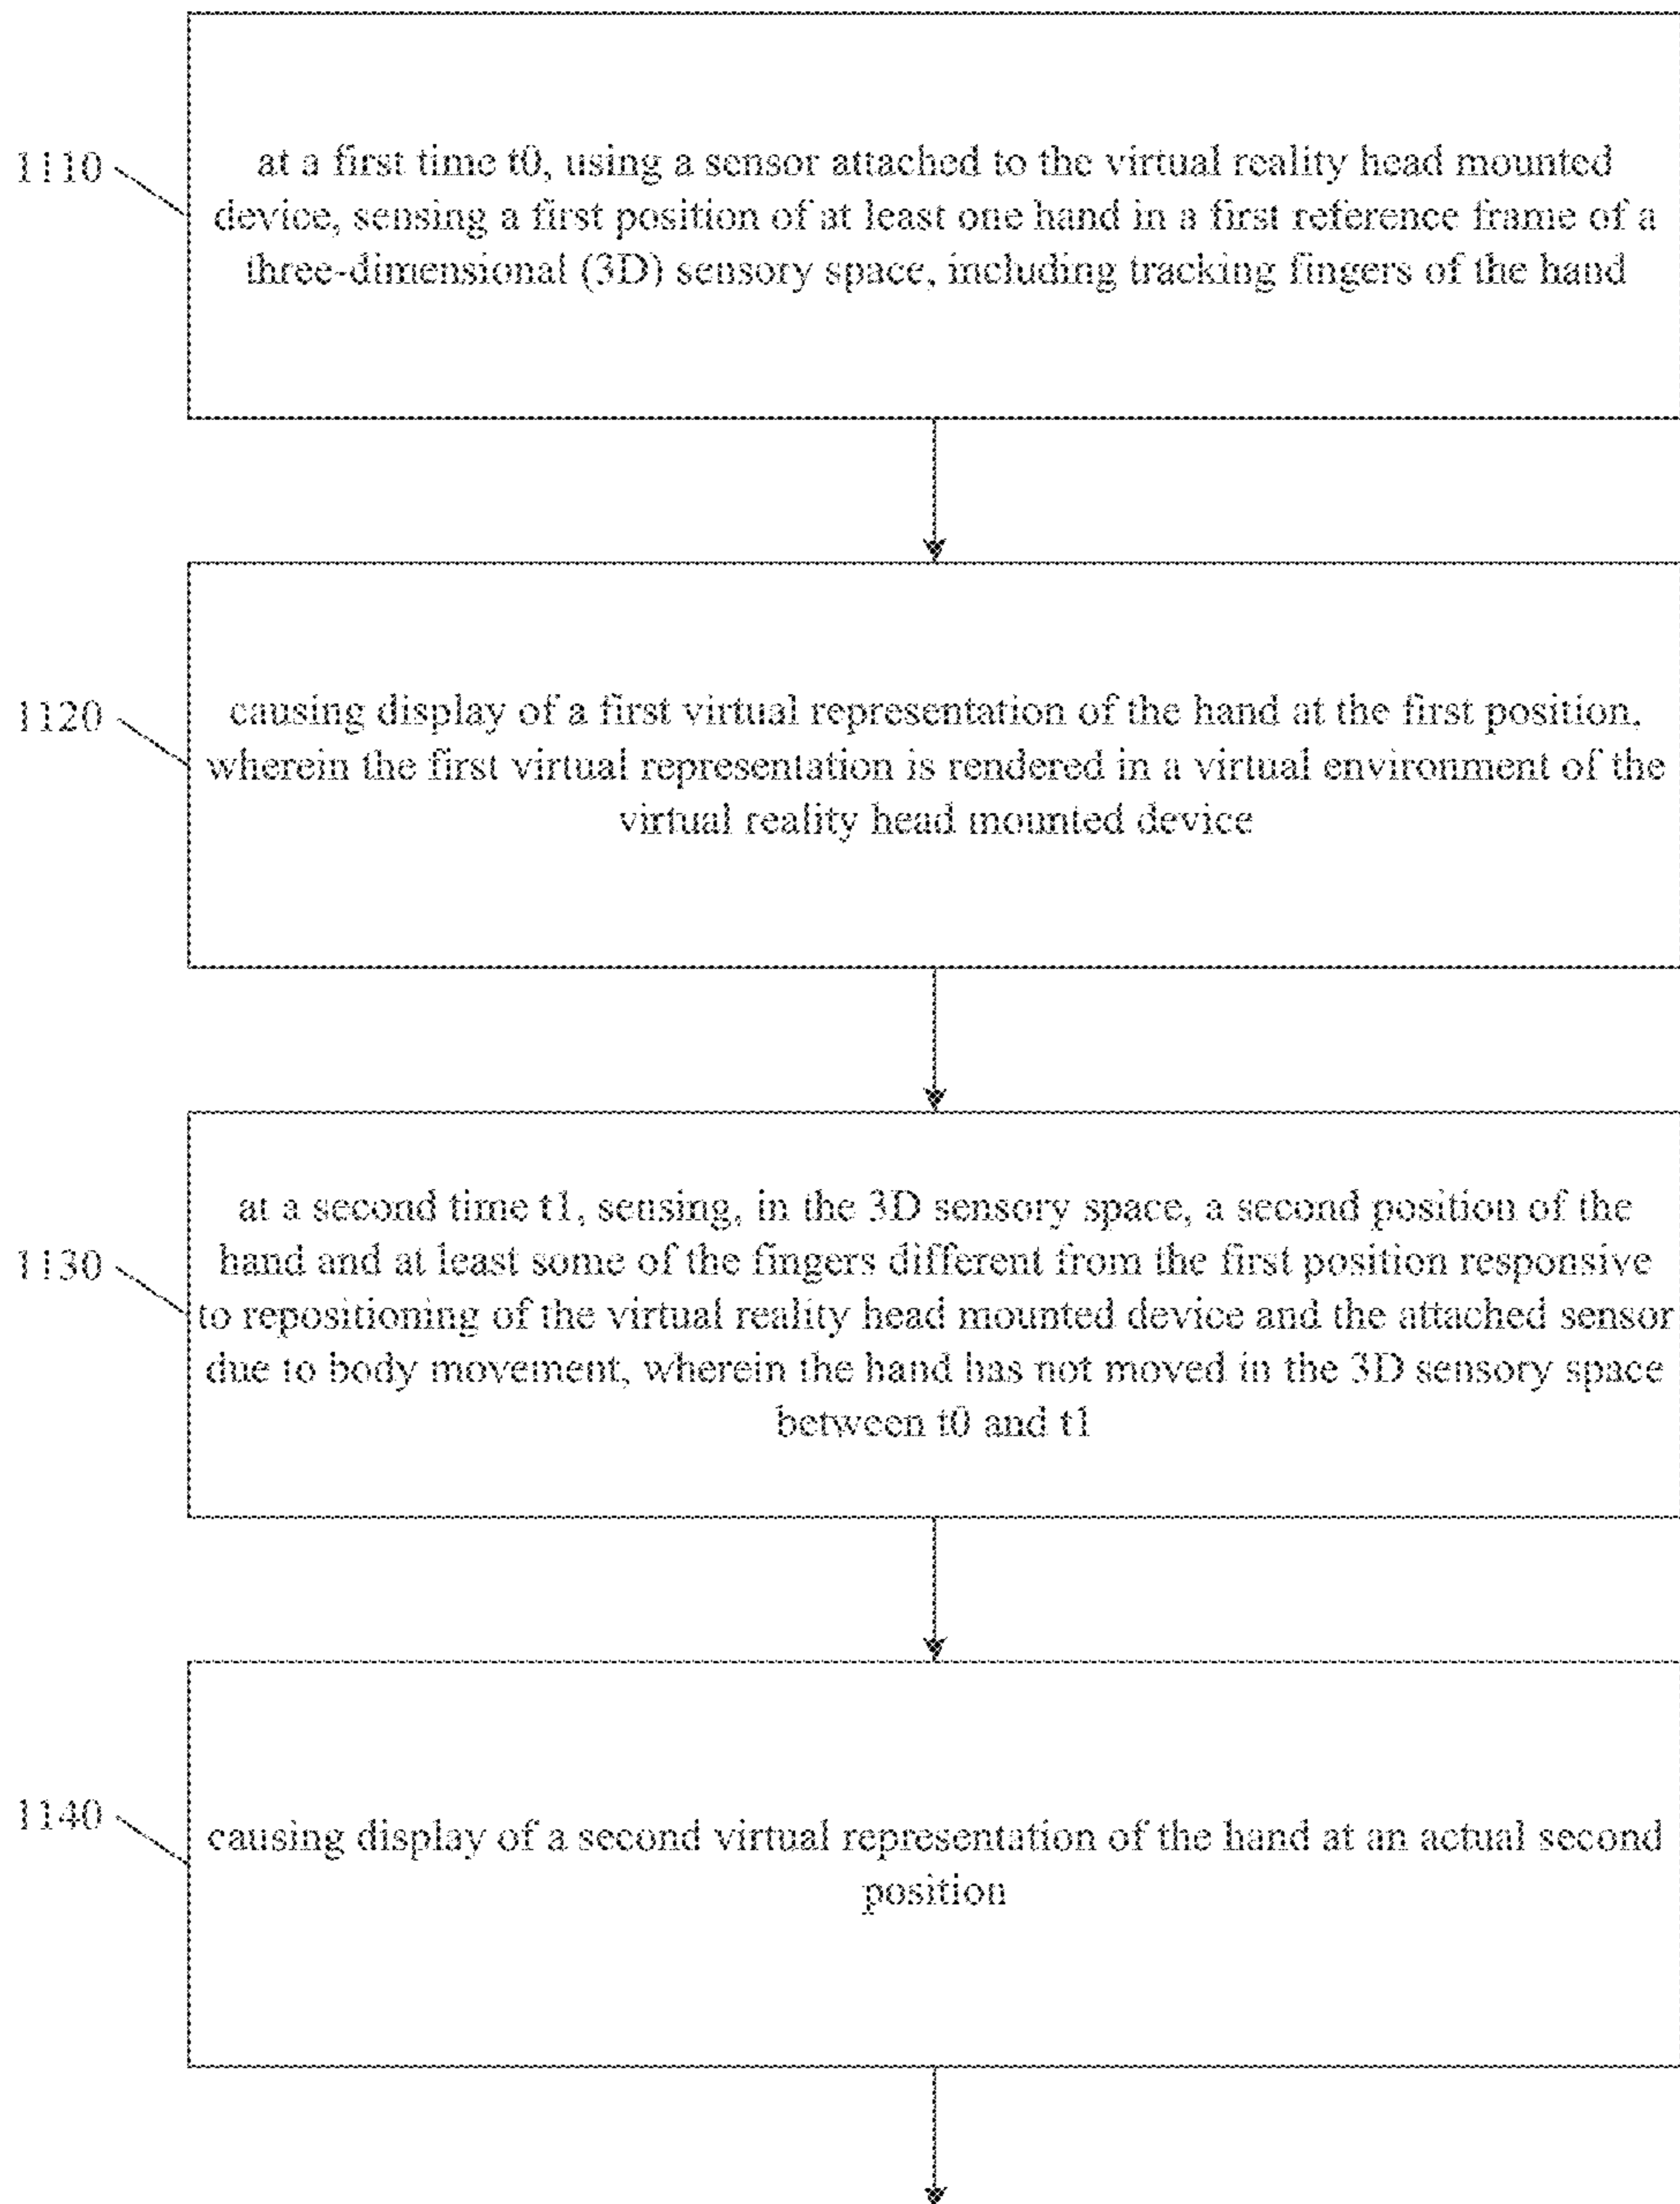 1110
at a first time t0, using a sensor attached to the virtual reality head mounted
device, sensing a first position of at least one hand in a first reference frame of a
three-dimensional (3D) sensory space, including tracking fingers of the hand
1120
causing display of a first virtual representation of the hand at the first position,
wherein the first virtual representation is rendered in a virtual environment of the
virtual reality head mounted device
1130
at a second time t1, sensing, in the 3D sensory space, a second position of the
hand and at least some of the fingers different from the first position responsive
to repositioning of the virtual reality head mounted device and the attached sensor
due to body movement, wherein the hand has not moved in the 3D sensory space
between t0 and t1
1140
causing display of a second virtual representation of the hand at an actual second
position